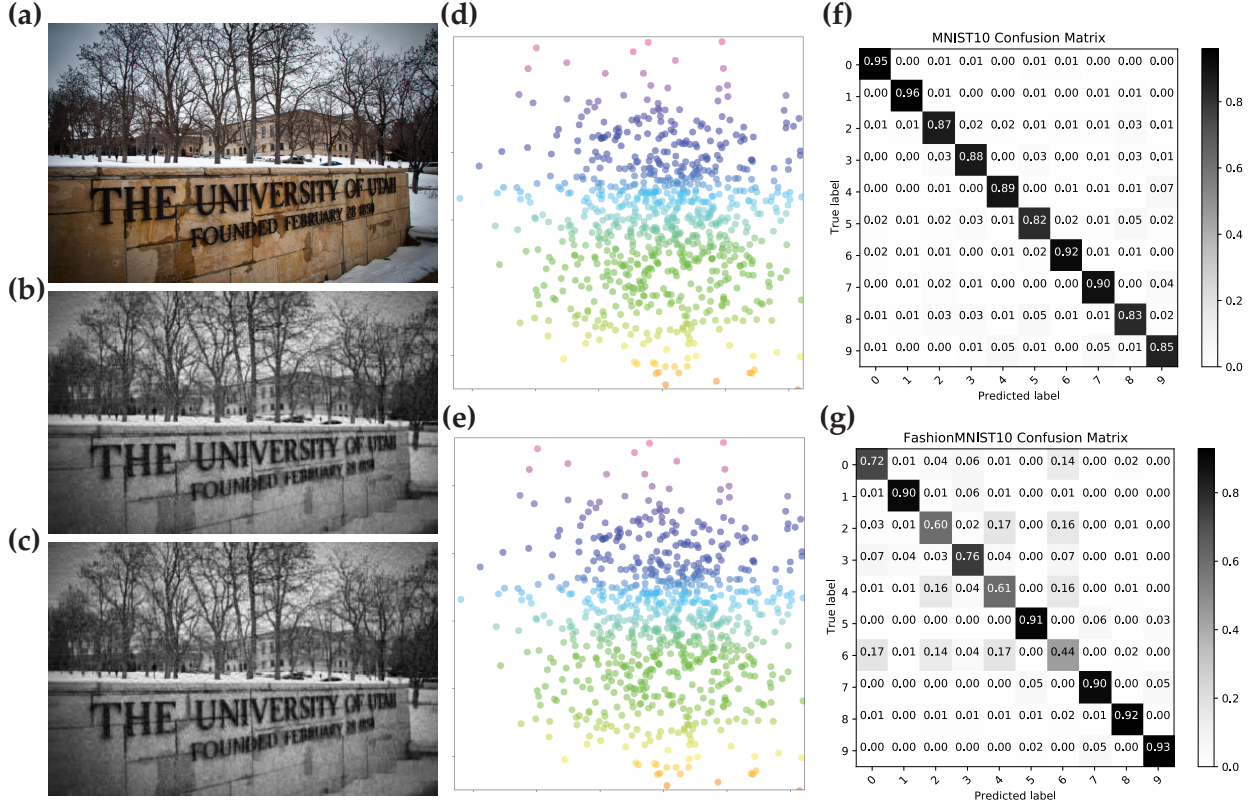 (a)
THE UNIVERSITY OF UTAH
FOUNDED FEBRUARY 28 1850
(b)
THE UNIVERSITY OF UTAH
FOUNDED FEBRUARY 28 1850
(c)
THE UNIVERSITY OF UTAH
FOUNDED FEBRUARY 28 1850
(d)
(e)
(f)
MNIST10 Confusion Matrix
0 0.95 0.00 0.01 0.01 0.00 0.01 0.01 0.00 0.01 0.00
1 0.00 0.96 0.01 0.01 0.00 0.00 0.00 0.00 0.01 0.00
2 0.01 0.01 0.87 0.02 0.02 0.01 0.01 0.01 0.03 0.01
3 0.00 0.00 0.03 0.88 0.00 0.03 0.00 0.01 0.03 0.01
4 0.00 0.01 0.01 0.00 0.89 0.00 0.01 0.01 0.01 0.07
5 0.02 0.01 0.01 0.03 0.02 0.82 0.02 0.01 0.05 0.02
6 0.02 0.01 0.01 0.00 0.01 0.02 0.92 0.01 0.01 0.00
7 0.00 0.01 0.02 0.01 0.00 0.00 0.00 0.90 0.00 0.04
8 0.01 0.01 0.03 0.03 0.01 0.05 0.01 0.01 0.83 0.02
9 0.01 0.00 0.01 0.01 0.05 0.01 0.00 0.05 0.01 0.85
0 1 2 3 4 5 6 7 8 9
True label
Predicted label
0.8
0.6
0.4
0.2
0.0
(g)
FashionMNIST10 Confusion Matrix
0 0.72 0.01 0.04 0.06 0.01 0.00 0.14 0.00 0.02 0.00
1 0.01 0.90 0.01 0.06 0.01 0.00 0.01 0.00 0.00 0.00
2 0.03 0.01 0.60 0.02 0.17 0.00 0.16 0.00 0.01 0.00
3 0.07 0.04 0.03 0.76 0.04 0.00 0.07 0.00 0.01 0.00
4 0.01 0.01 0.16 0.04 0.61 0.00 0.16 0.00 0.01 0.00
5 0.00 0.00 0.00 0.00 0.00 0.91 0.00 0.06 0.00 0.03
6 0.17 0.01 0.14 0.04 0.17 0.00 0.44 0.00 0.02 0.00
7 0.00 0.00 0.00 0.00 0.00 0.05 0.00 0.90 0.00 0.05
8 0.01 0.00 0.01 0.01 0.01 0.01 0.02 0.01 0.92 0.00
9 0.00 0.00 0.00 0.00 0.00 0.02 0.00 0.05 0.00 0.93
0 1 2 3 4 5 6 7 8 9
True label
Predicted label
0.8
0.6
0.4
0.2
0.0